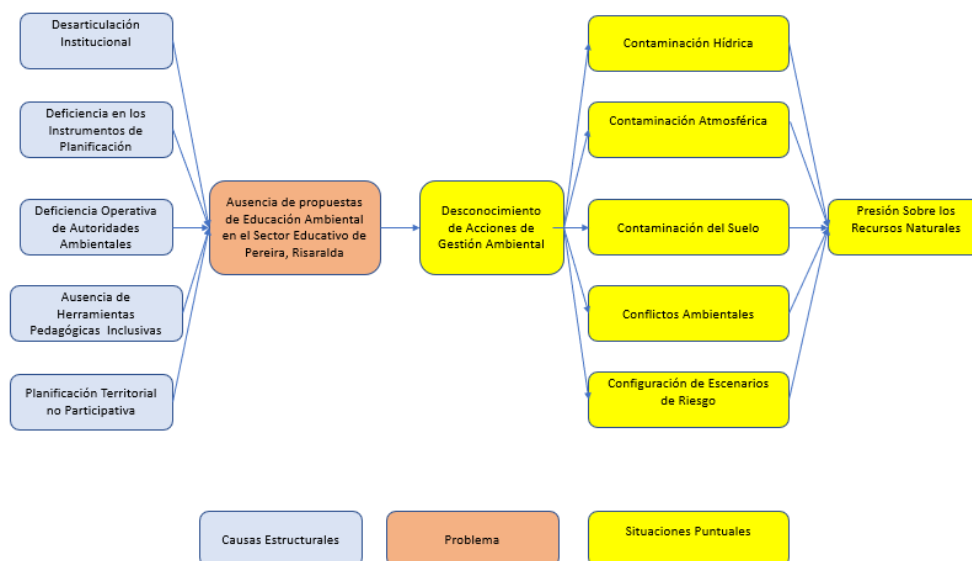 Desarticulación
Institucional
Deficiencia en los
Instrumentos de
Planificación
Deficiencia Operativa
de Autoridades
Ambientales
Ausencia de
Herramientas
Pedagógicas Inclusivas
Planificación Territorial
no Participativa
Ausencia de propuestas
de Educación Ambiental
en el Sector Educativo de
Pereira, Risaralda
Desconocimiento
de Acciones de
Gestión Ambiental
Contaminación Hídrica
Contaminación Atmosférica
Contaminación del Suelo
Conflictos Ambientales
Configuración de Escenarios
de Riesgo
Presión Sobre los
Recursos Naturales
Causas Estructurales
Problema
Situaciones Puntuales